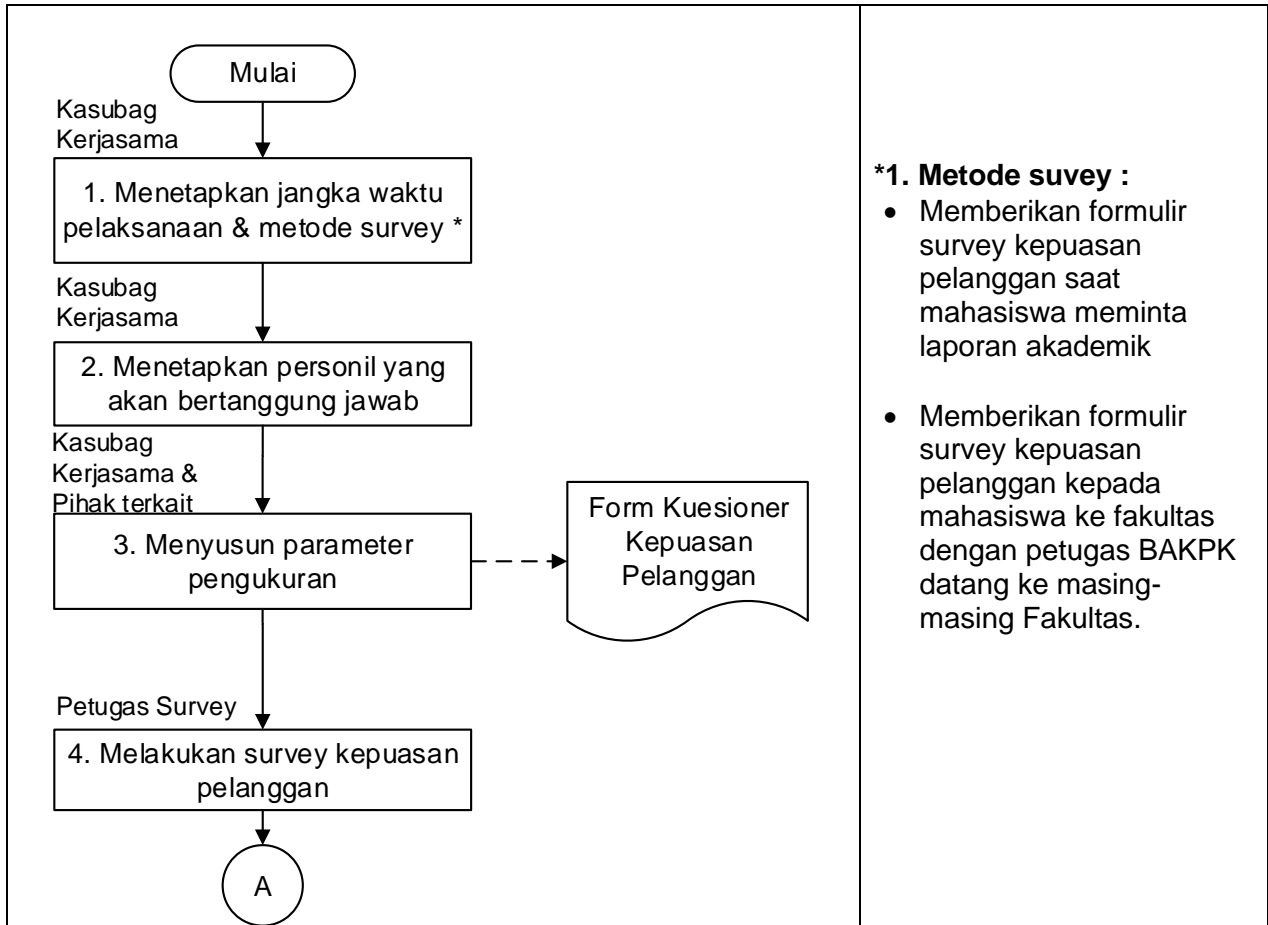 Mulai
Kasubag
Kerjasama
1. Menetapkan jangka waktu
pelaksanaan & metode survey *
Kasubag
Kerjasama
2. Menetapkan personil yang
akan bertanggung jawab
Kasubag
Kerjasama &
Pihak terkait
3. Menyusun parameter
pengukuran
Form Kuesioner
Kepuasan
Pelanggan
Petugas Survey
4. Melakukan survey kepuasan
pelanggan
A
*1. Metode suvey :
• Memberikan formulir
survey kepuasan
pelanggan saat
mahasiswa meminta
laporan akademik
• Memberikan formulir
survey kepuasan
pelanggan kepada
mahasiswa ke fakultas
dengan petugas BAKPK
datang ke masing-
masing Fakultas.